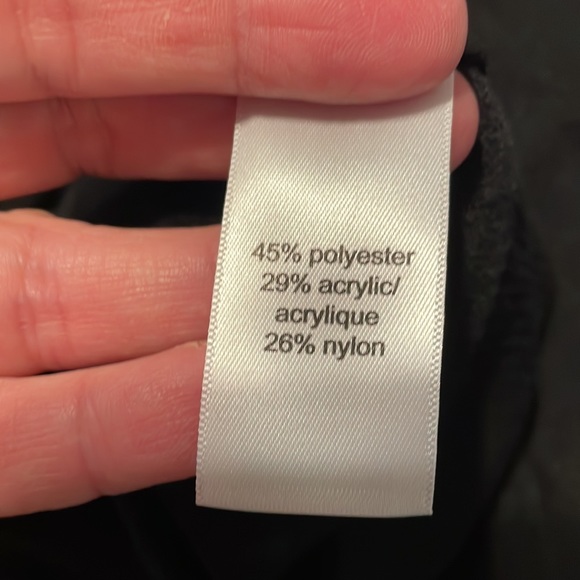 45% polyester
29% acrylic/
acrylique
26% nylon